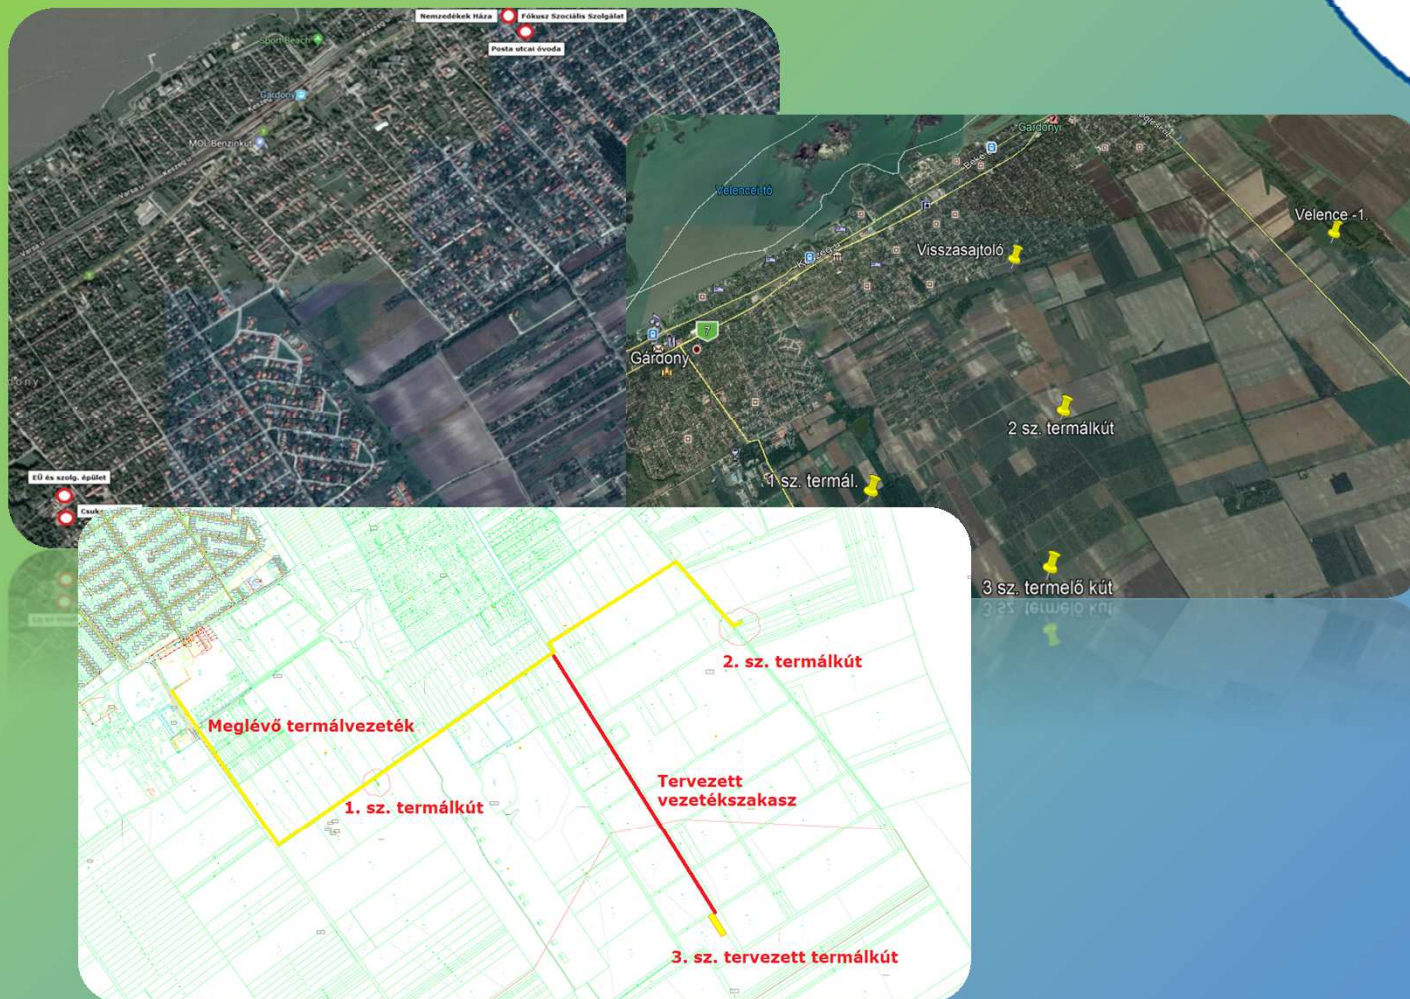 Nemzedékek Háza
Fókusz Szociális Szolgálat
Posta utcai óvoda
Sport Beach
Gárdony
MOL Benzinkút
EÜ és szolg. épület
Velencei-tó
Gárdony
7
Visszasajtoló
Velence -1.
2 sz. termálkút
1 sz. termál.
3 sz. termelő kút
Meglévő termálvezeték
1. sz. termálkút
2. sz. termálkút
Tervezett
vezetékszakasz
3. sz. tervezett termálkút